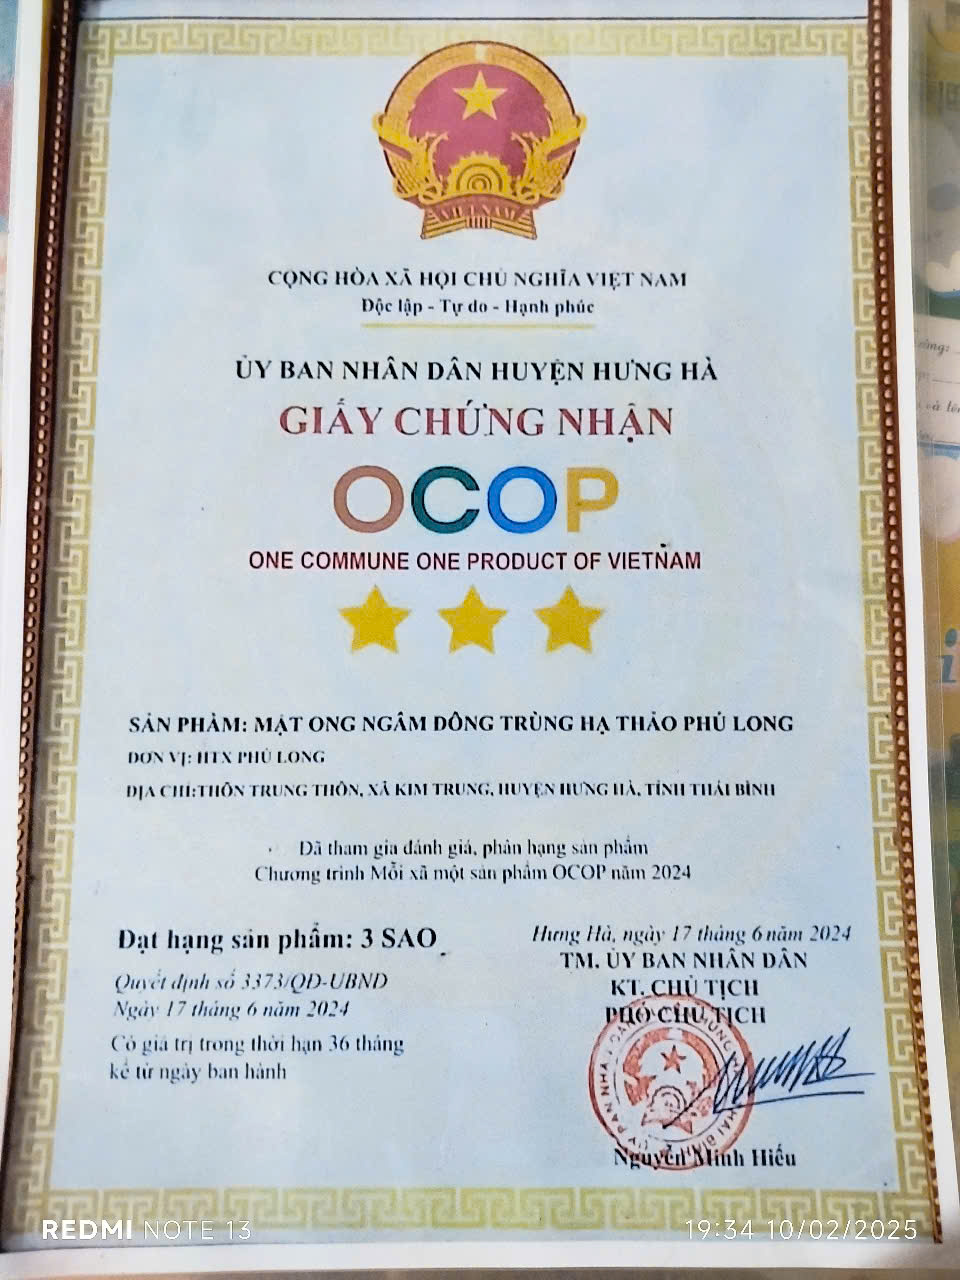 VIỆT NAM
CỘNG HÒA XÃ HỘI CHỦ NGHĨA VIỆT NAM
Độc lập - Tự do - Hạnh phúc
ỦY BAN NHÂN DÂN HUYỆN HƯNG HÀ
GIẤY CHỨNG NHẬN
OCOP
ONE COMMUNE ONE PRODUCT OF VIETNAM
SẢN PHẨM: MẬT ONG NGÂM ĐÔNG TRÙNG HẠ THẢO PHÚ LONG
ĐƠN VỊ: HTX PHÚ LONG
ĐỊA CHỈ:THÔN TRUNG THÔN, XÃ KIM TRUNG, HUYỆN HƯNG HÀ, TỈNH THÁI BÌNH
Đã tham gia đánh giá, phân hạng sản phẩm
Chương trình Mỗi xã một sản phẩm OCOP năm 2024
Đạt hạng sản phẩm: 3 SAO
Quyết định số 3373/QĐ-UBND
Ngày 17 tháng 6 năm 2024
Có giá trị trong thời hạn 36 tháng
kể từ ngày ban hành
Hưng Hà, ngày 17 tháng 6 năm 2024
TM. ỦY BAN NHÂN DÂN
KT. CHỦ TỊCH
PHÓ CHỦ TỊCH
Nguyễn Minh Hiếu
REDMI NOTE 13
19:34 10/02/2025